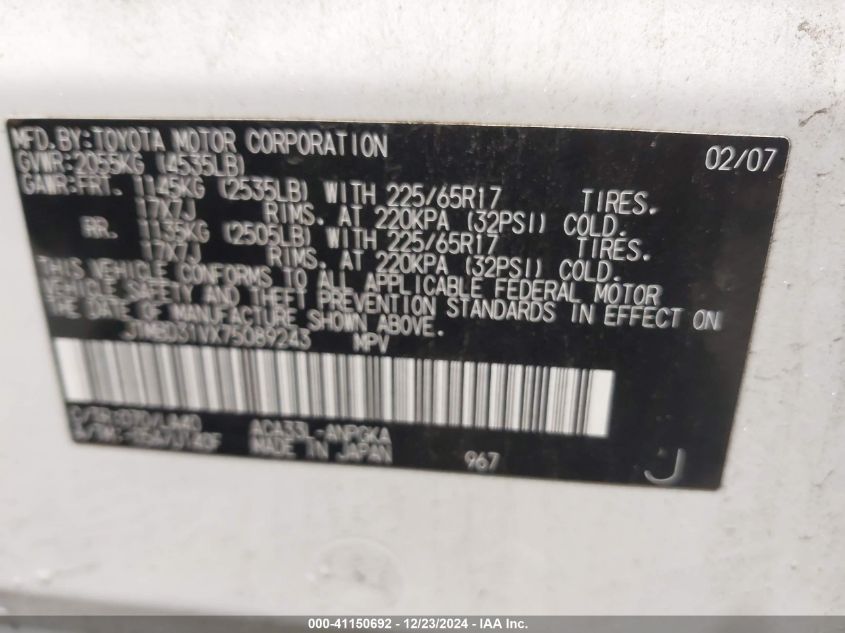 MFD.BY:TOYOTA MOTOR CORPORATION 02/07
GVWR:2055KG (4535LB)
GAWR:FRT. 1145KG (2535LB) WITH 225/65R17 TIRES.
17X7J RIMS. AT 220KPA (32PSI) COLD.
RR. 1135KG (2505LB) WITH 225/65R17 TIRES.
17X7J RIMS. AT 220KPA (32PSI) COLD.
THIS VEHICLE CONFORMS TO ALL APPLICABLE FEDERAL MOTOR
VEHICLE SAFETY AND THEFT PREVENTION STANDARDS IN EFFECT ON
THE DATE OF MANUFACTURE SHOWN ABOVE.
JTMBD31VX75089243 MPV
ACA33L-ANPGKA
MADE IN JAPAN 967 J
000-41150692 - 12/23/2024 - IAAI, Inc.